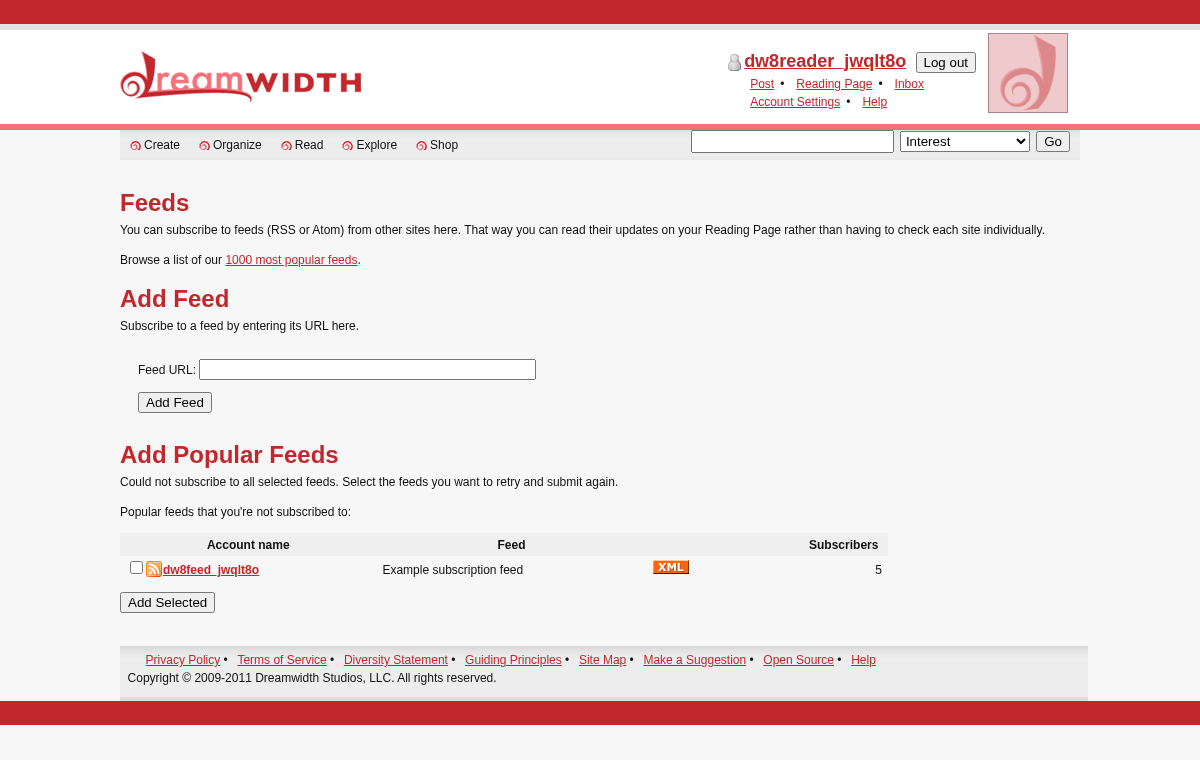 dreamWIDTH
dw8reader_jwqlt8o Log out
Post • Reading Page • Inbox
Account Settings • Help
Create Organize Read Explore Shop Interest Go
Feeds
You can subscribe to feeds (RSS or Atom) from other sites here. That way you can read their updates on your Reading Page rather than having to check each site individually.
Browse a list of our 1000 most popular feeds.
Add Feed
Subscribe to a feed by entering its URL here.
Feed URL:
Add Feed
Add Popular Feeds
Could not subscribe to all selected feeds. Select the feeds you want to retry and submit again.
Popular feeds that you're not subscribed to:
Account name Feed Subscribers
dw8feed_jwqlt8o Example subscription feed XML 5
Add Selected
Privacy Policy • Terms of Service • Diversity Statement • Guiding Principles • Site Map • Make a Suggestion • Open Source • Help
Copyright © 2009-2011 Dreamwidth Studios, LLC. All rights reserved.